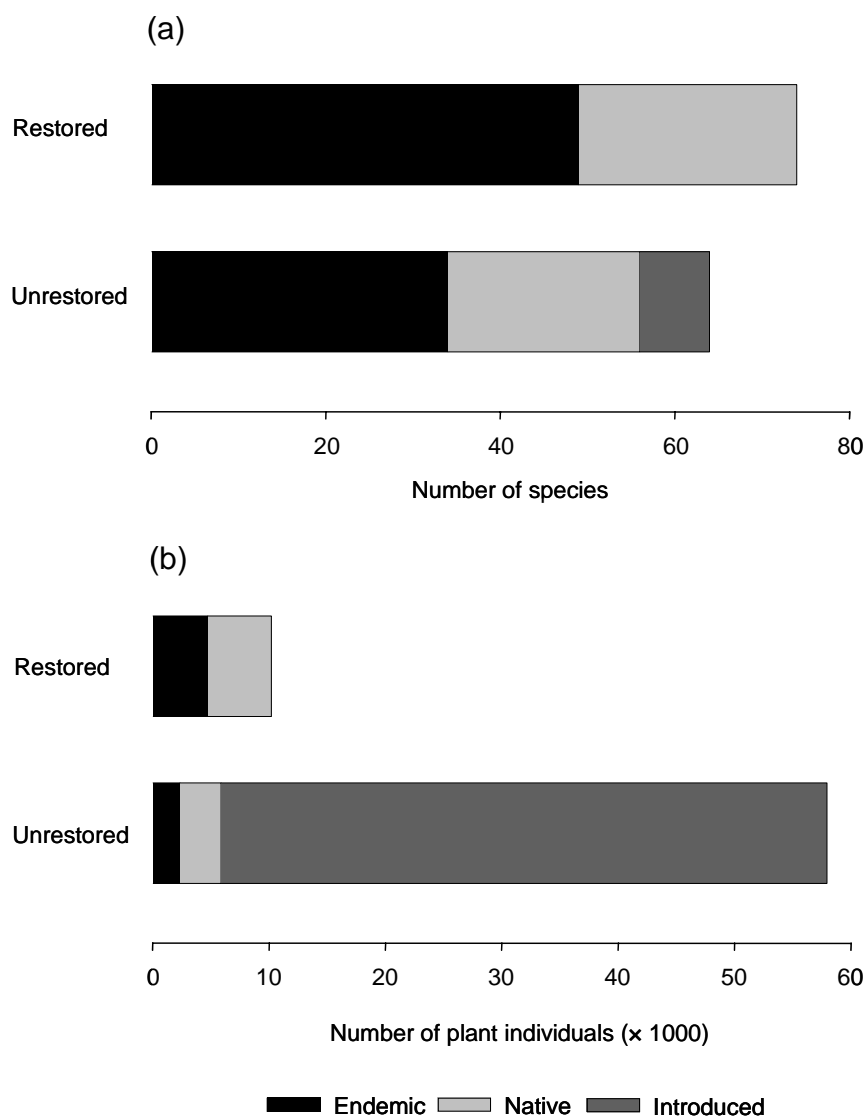 (a)
Restored
Unrestored
0 20 40 60 80
Number of species
(b)
Restored
Unrestored
0 10 20 30 40 50 60
Number of plant individuals (× 1000)
Endemic Native Introduced